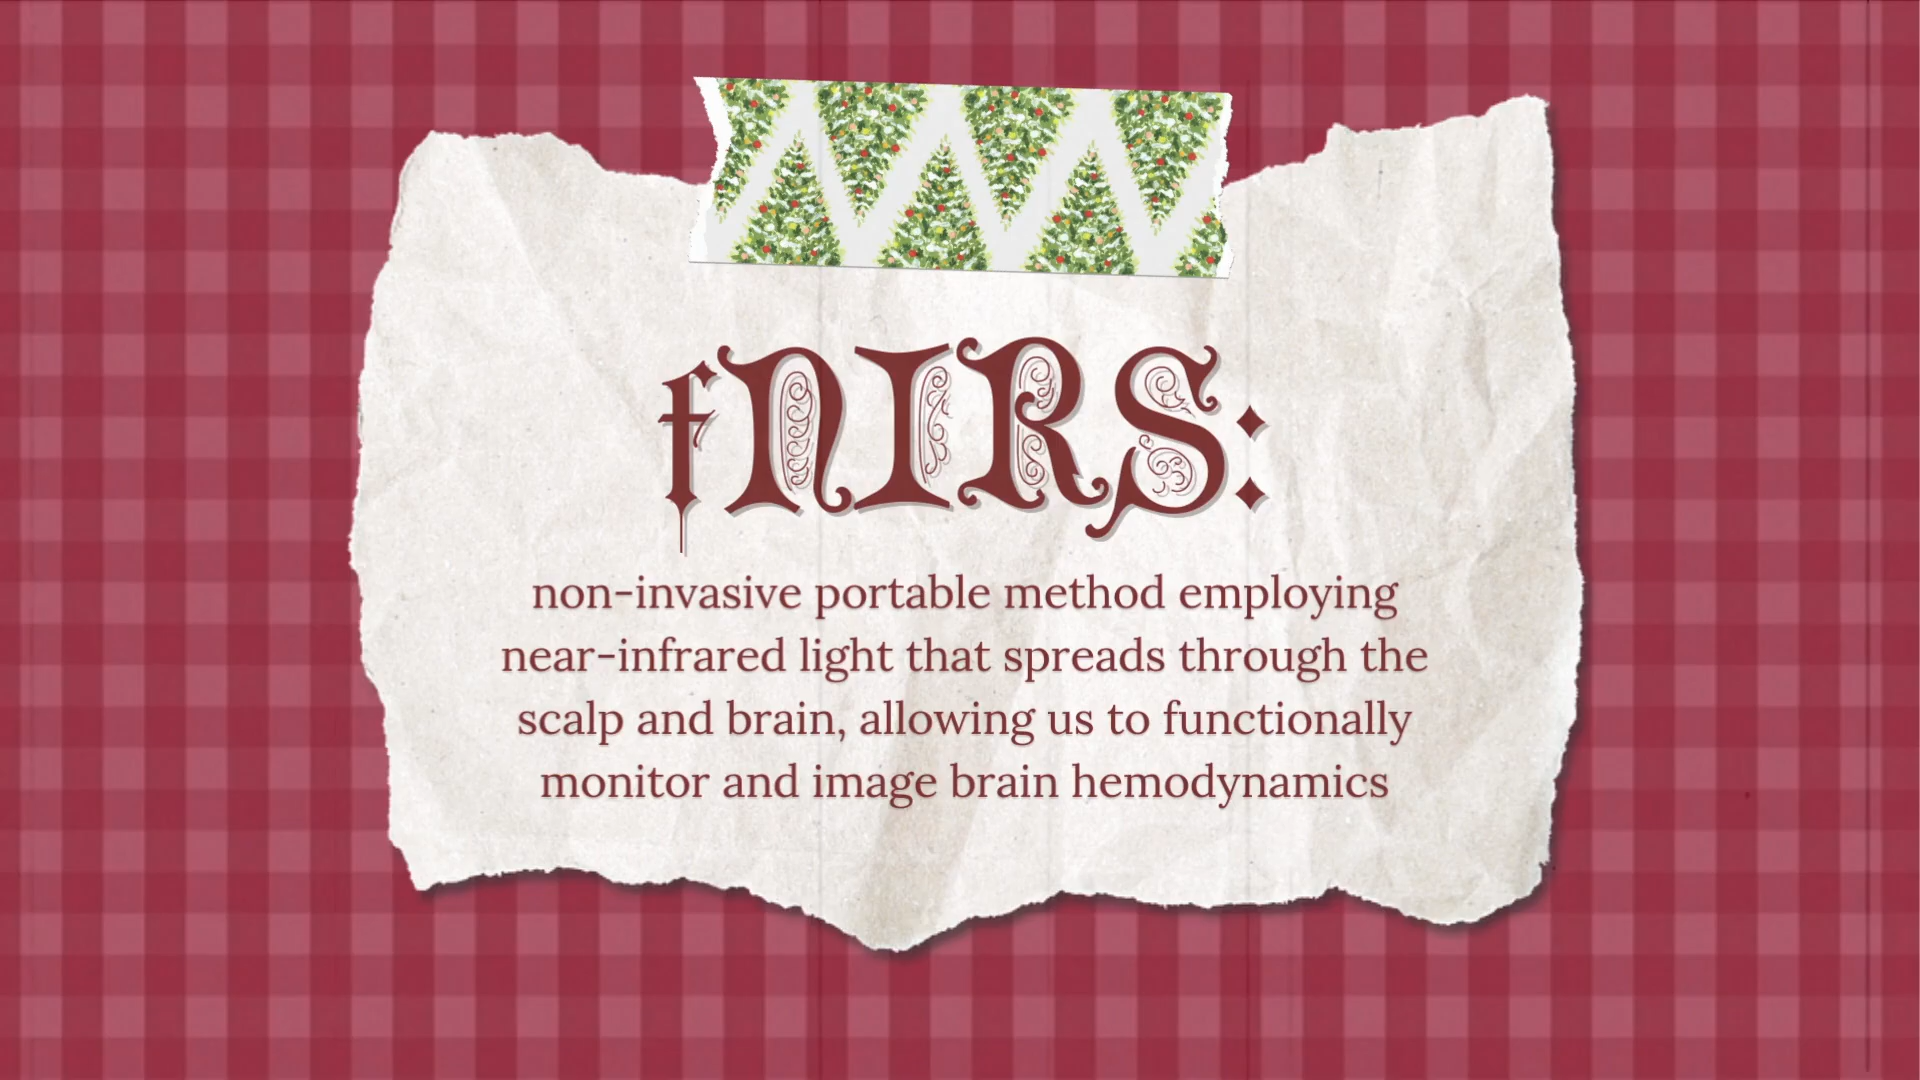 fNIRS:
non-invasive portable method employing
near-infrared light that spreads through the
scalp and brain, allowing us to functionally
monitor and image brain hemodynamics